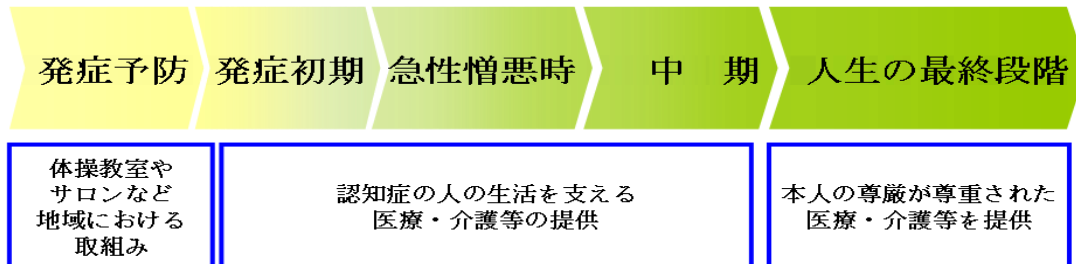 発症予防
発症初期
急性憎悪時
中 期
人生の最終段階
体操教室や
サロンなど
地域における
取組み
認知症の人の生活を支える
医療・介護等の提供
本人の尊厳が尊重された
医療・介護等を提供